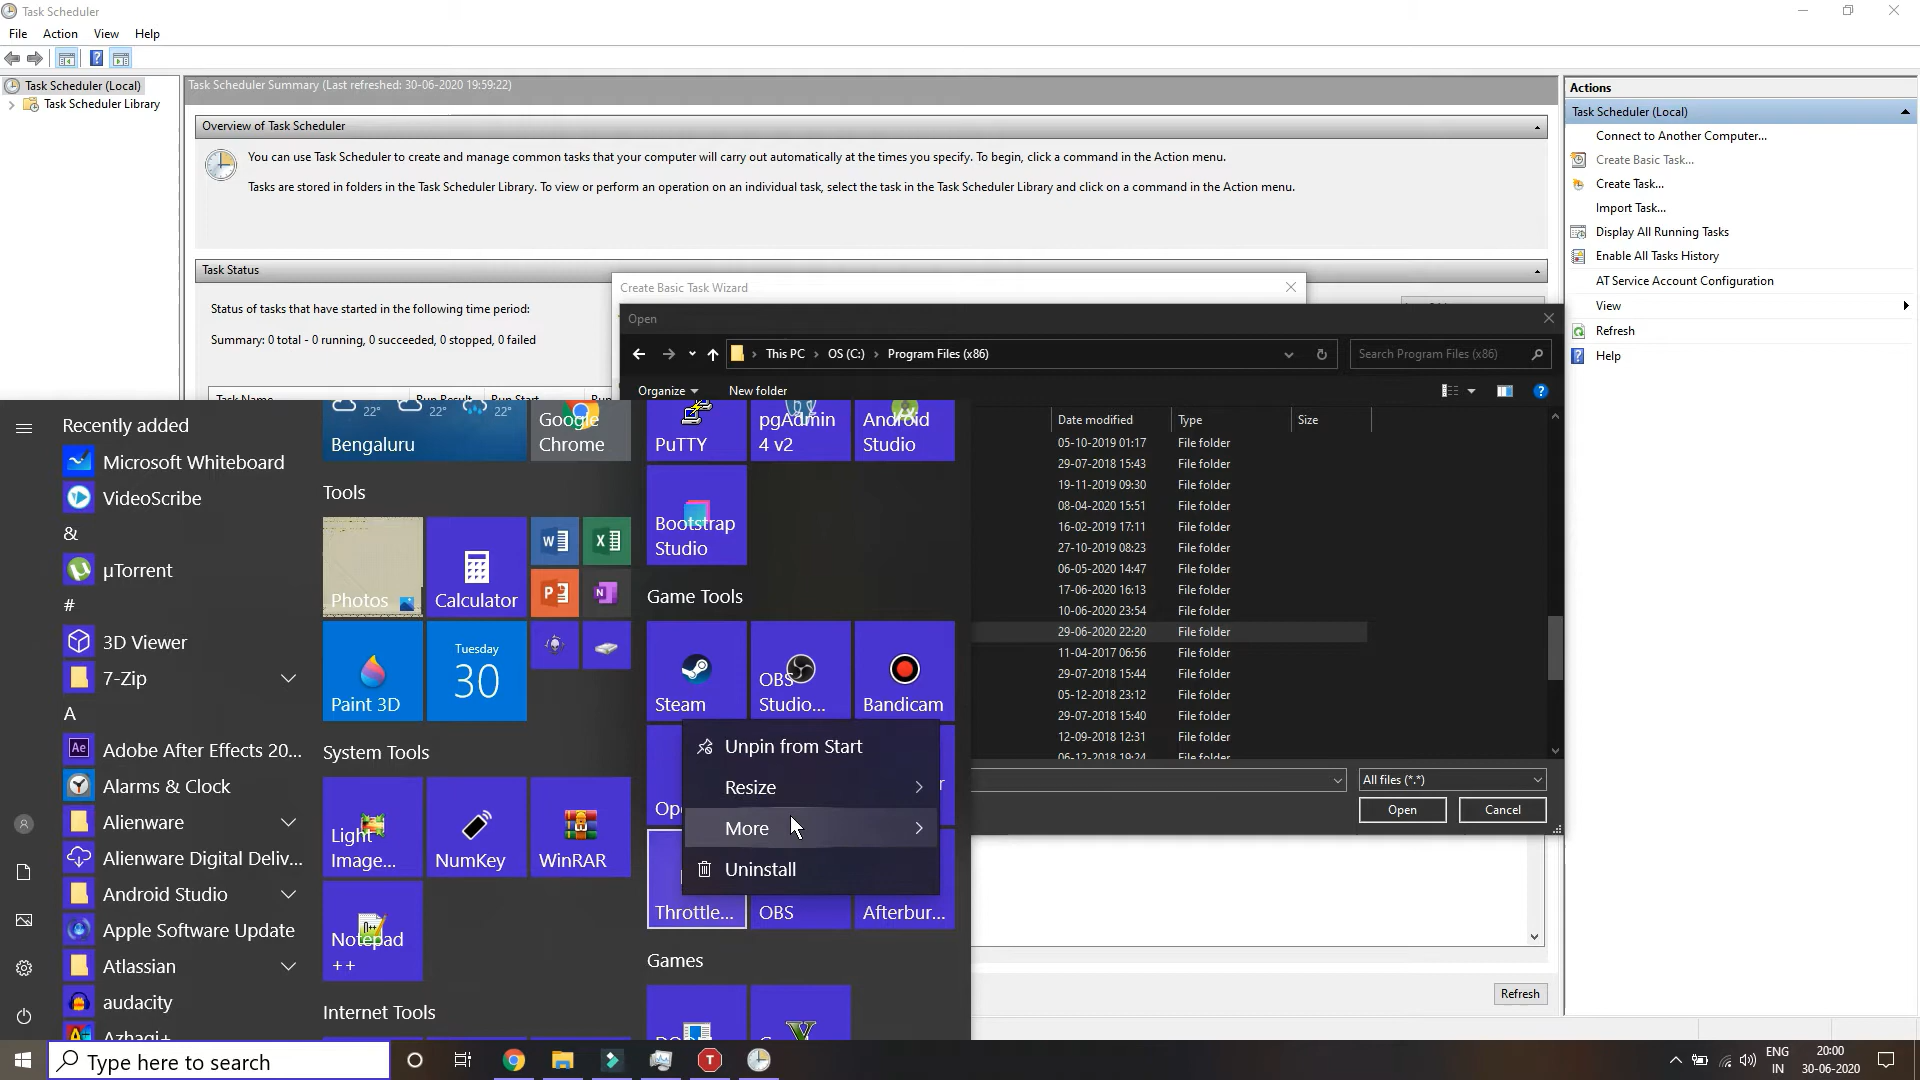 Task Scheduler
File Action View Help
Task Scheduler (Local)
Task Scheduler Library
Task Scheduler Summary (Last refreshed: 30-06-2020 19:59:22)
Overview of Task Scheduler
You can use Task Scheduler to create and manage common tasks that your computer will carry out automatically at the times you specify. To begin, click a command in the Action menu.
Tasks are stored in folders in the Task Scheduler Library. To view or perform an operation on an individual task, select the task in the Task Scheduler Library and click on a command in the Action menu.
Task Status
Status of tasks that have started in the following time period:
Summary: 0 total - 0 running, 0 succeeded, 0 stopped, 0 failed
Task Name Run Result Run Start
Refresh
Actions
Task Scheduler (Local)
Connect to Another Computer...
Create Basic Task...
Create Task...
Import Task...
Display All Running Tasks
Enable All Tasks History
AT Service Account Configuration
View
Refresh
Help
Create Basic Task Wizard
Open
This PC › OS (C:) › Program Files (x86)
Search Program Files (x86)
Organize New folder
Date modified Type Size
05-10-2019 01:17 File folder
29-07-2018 15:43 File folder
19-11-2019 09:30 File folder
08-04-2020 15:51 File folder
16-02-2019 17:11 File folder
27-10-2019 08:23 File folder
06-05-2020 14:47 File folder
17-06-2020 16:13 File folder
10-06-2020 23:54 File folder
29-06-2020 22:20 File folder
11-04-2017 06:56 File folder
29-07-2018 15:44 File folder
05-12-2018 23:12 File folder
29-07-2018 15:40 File folder
12-09-2018 12:31 File folder
06-12-2018 19:24 File folder
All files (*.*)
Open Cancel
Recently added
Microsoft Whiteboard
VideoScribe
&
µTorrent
#
3D Viewer
7-Zip
A
Adobe After Effects 20...
Alarms & Clock
Alienware
Alienware Digital Deliv...
Android Studio
Apple Software Update
Atlassian
audacity
Azhagi+
22° 22° 22°
Bengaluru
Google
Chrome
Tools
Photos
Calculator
Paint 3D
Tuesday
30
System Tools
Light
Image...
NumKey
WinRAR
Notepad
++
Internet Tools
PuTTY
pgAdmin
4 v2
Android
Studio
Bootstrap
Studio
Game Tools
Steam
OBS
Studio...
Bandicam
Ope
Throttle...
OBS
Afterbur...
Games
Unpin from Start
Resize
More
Uninstall
Type here to search
ENG
IN
20:00
30-06-2020